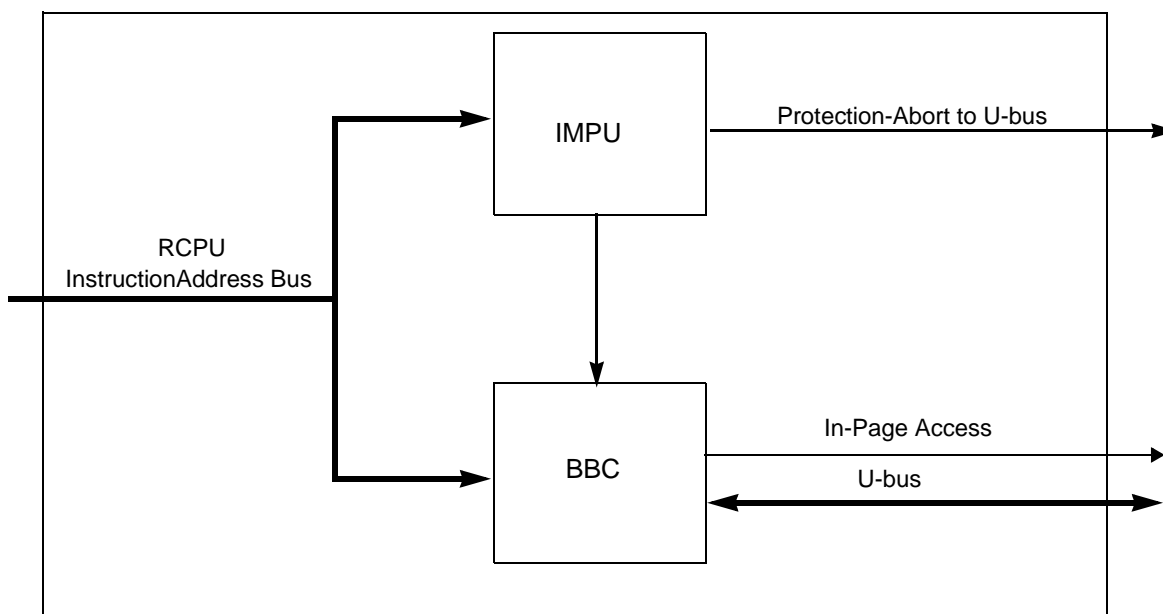 IMPU
Protection-Abort to U-bus
RCPU
InstructionAddress Bus
In-Page Access
BBC
U-bus